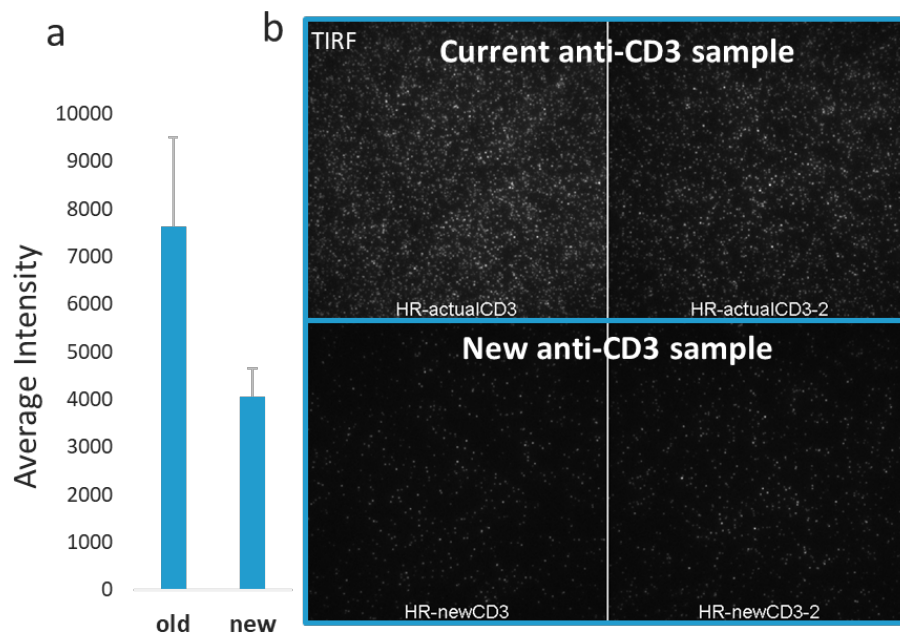 a
b
TIRF
Current anti-CD3 sample
HR-actualCD3
HR-actualCD3-2
New anti-CD3 sample
HR-newCD3
HR-newCD3-2
Average Intensity
10000
9000
8000
7000
6000
5000
4000
3000
2000
1000
0
old
new